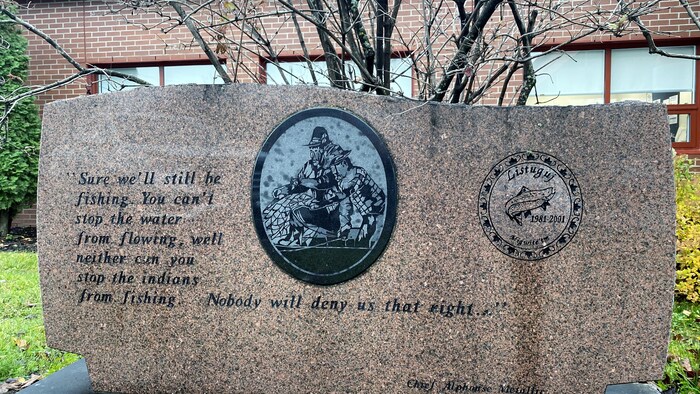 "Sure we'll still be
fishing. You can't
stop the water
from flowing, well
neither can you
stop the indians
from fishing. Nobody will deny us that right..."
Listuguj
1981-2001
Chief Alphonse Metallic